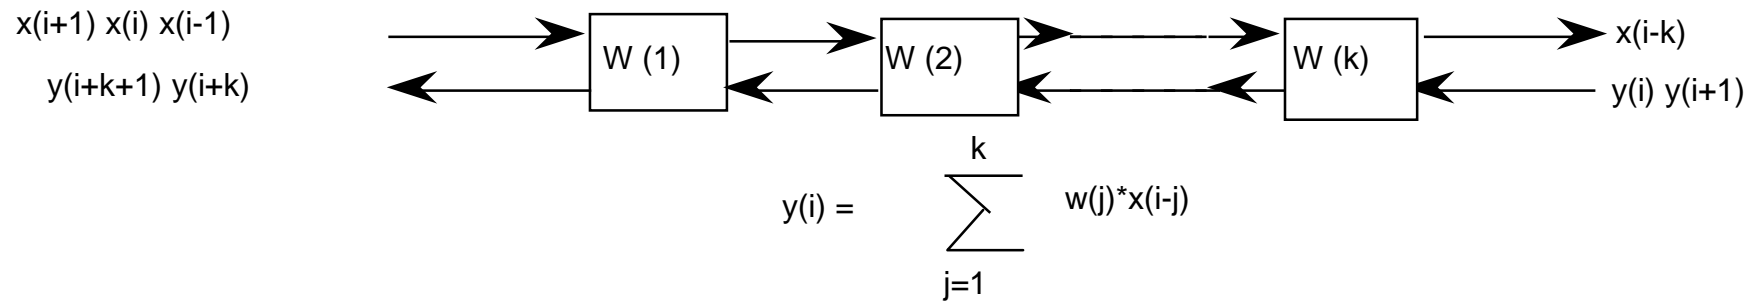 x(i+1) x(i) x(i-1)
W (1)
W (2)
W (k)
x(i-k)
y(i+k+1) y(i+k)
y(i) y(i+1)
k
y(i) = ∑ w(j)*x(i-j)
j=1